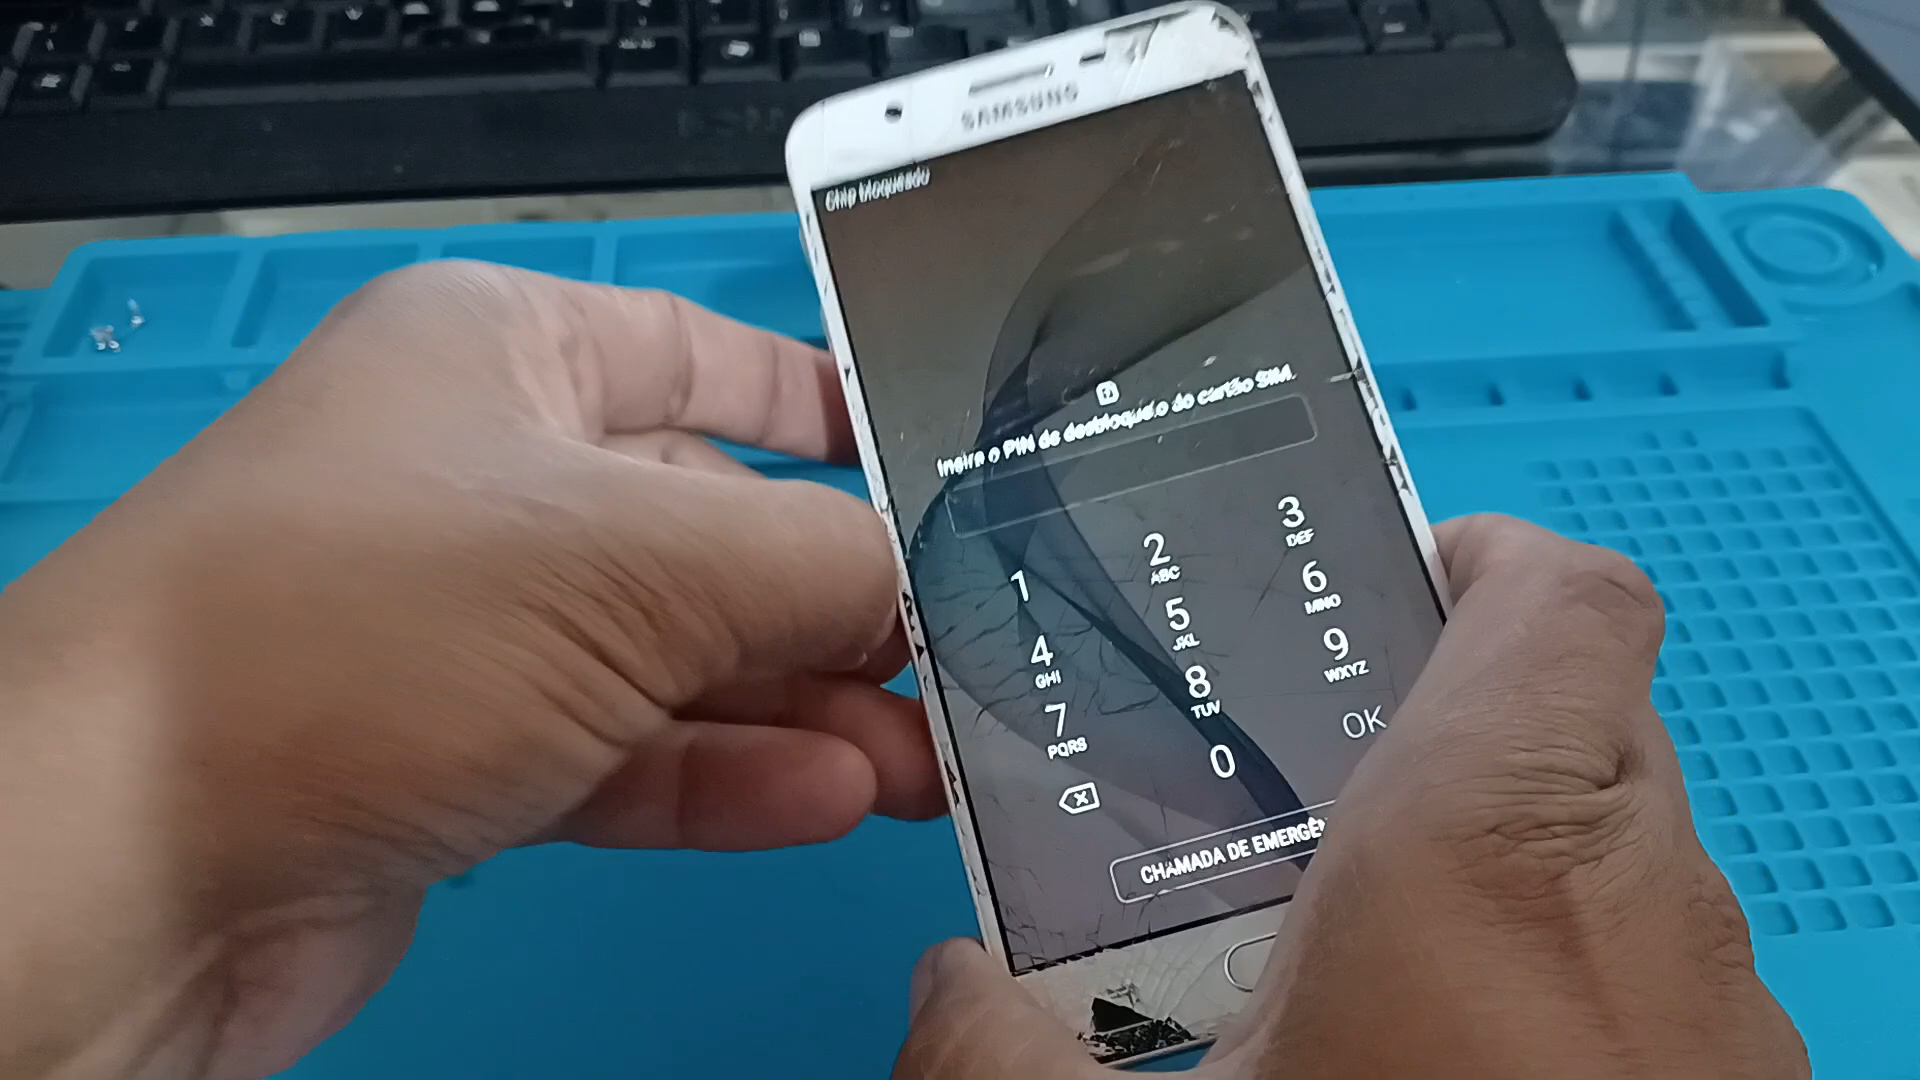 SAMSUNG
Chip bloqueado
Insira o PIN de desbloqueio do cartão SIM.
1
2
ABC
3
DEF
4
GHI
5
JKL
6
MNO
7
PQRS
8
TUV
9
WXYZ
0
OK
CHAMADA DE EMERGÊN